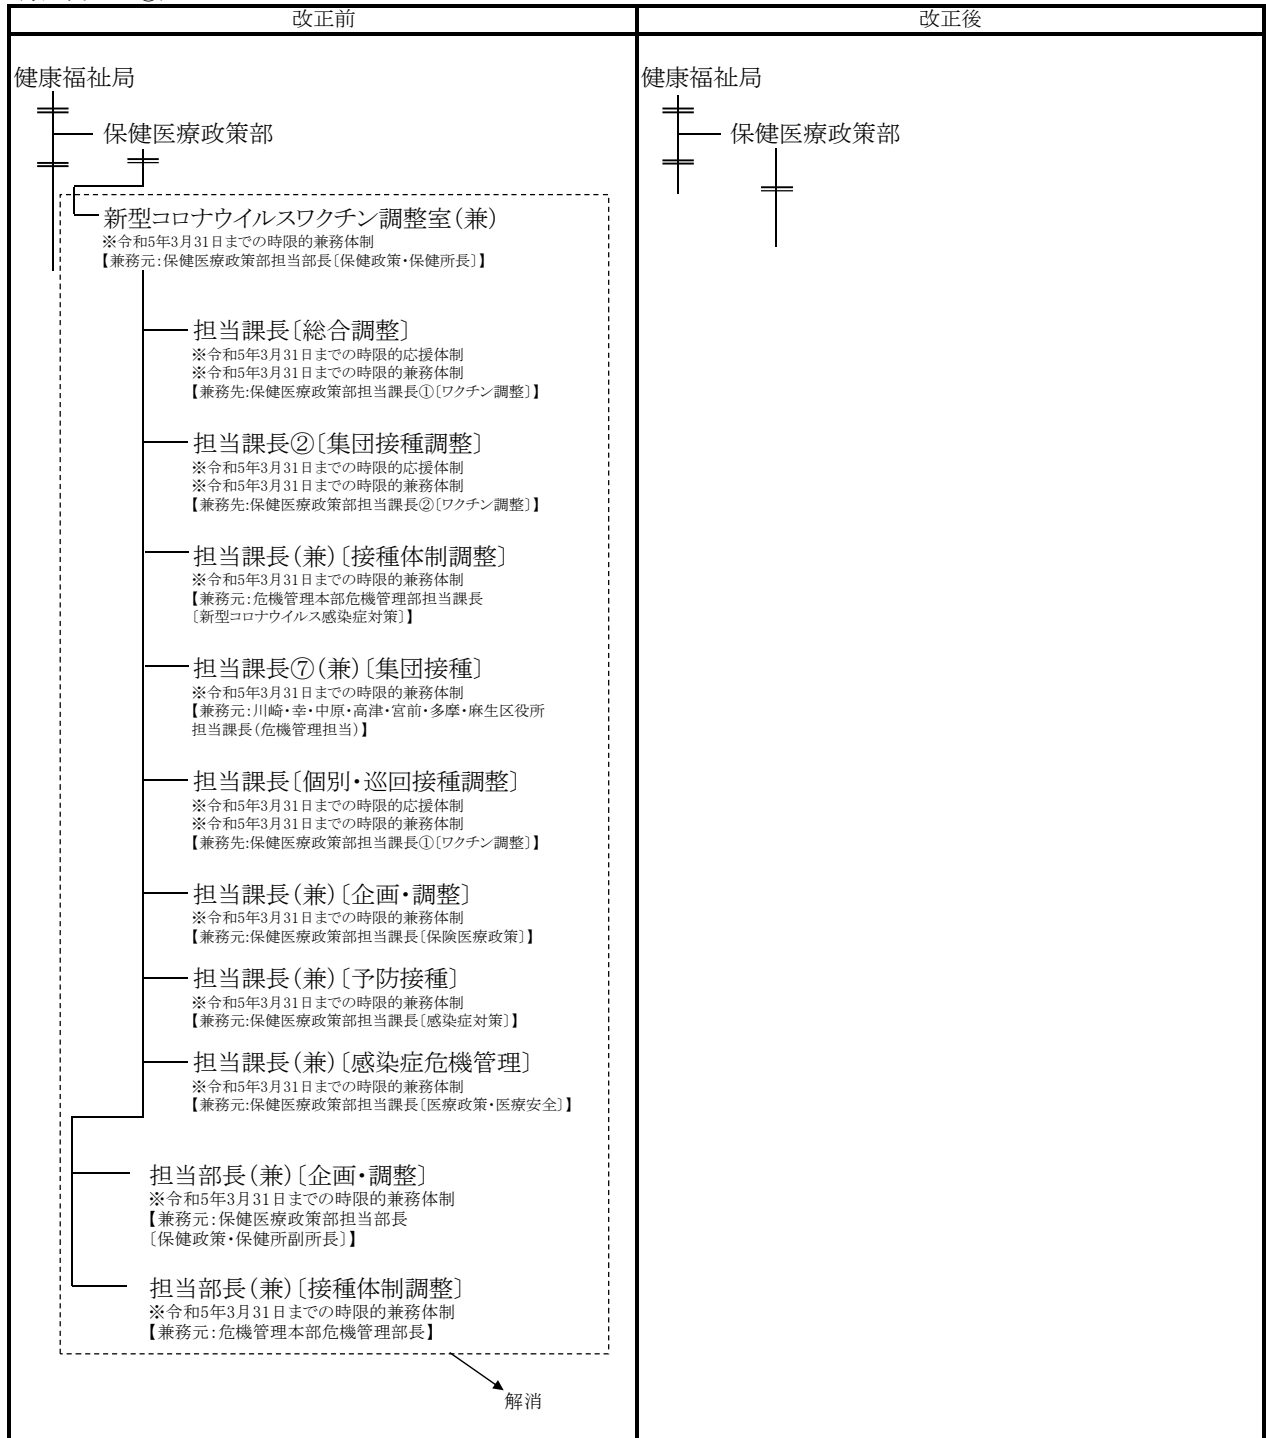 改正前
改正後
健康福祉局
保健医療政策部
新型コロナウイルスワクチン調整室(兼)
※令和5年3月31日までの時限的兼務体制
【兼務元:保健医療政策部担当部長〔保健政策・保健所長〕】
担当課長〔総合調整〕
※令和5年3月31日までの時限的応援体制
※令和5年3月31日までの時限的兼務体制
【兼務先:保健医療政策部担当課長①〔ワクチン調整〕】
担当課長②〔集団接種調整〕
※令和5年3月31日までの時限的応援体制
※令和5年3月31日までの時限的兼務体制
【兼務先:保健医療政策部担当課長②〔ワクチン調整〕】
担当課長(兼)〔接種体制調整〕
※令和5年3月31日までの時限的兼務体制
【兼務元:危機管理本部危機管理部担当課長
〔新型コロナウイルス感染症対策〕】
担当課長⑦(兼)〔集団接種〕
※令和5年3月31日までの時限的兼務体制
【兼務元:川崎・幸・中原・高津・宮前・多摩・麻生区役所
担当課長(危機管理担当)】
担当課長〔個別・巡回接種調整〕
※令和5年3月31日までの時限的応援体制
※令和5年3月31日までの時限的兼務体制
【兼務先:保健医療政策部担当課長①〔ワクチン調整〕】
担当課長(兼)〔企画・調整〕
※令和5年3月31日までの時限的兼務体制
【兼務元:保健医療政策部担当課長〔保険医療政策〕】
担当課長(兼)〔予防接種〕
※令和5年3月31日までの時限的兼務体制
【兼務元:保健医療政策部担当課長〔感染症対策〕】
担当課長(兼)〔感染症危機管理〕
※令和5年3月31日までの時限的兼務体制
【兼務元:保健医療政策部担当課長〔医療政策・医療安全〕】
担当部長(兼)〔企画・調整〕
※令和5年3月31日までの時限的兼務体制
【兼務元:保健医療政策部担当部長
〔保健政策・保健所副所長〕】
担当部長(兼)〔接種体制調整〕
※令和5年3月31日までの時限的兼務体制
【兼務元:危機管理本部危機管理部長】
解消
健康福祉局
保健医療政策部